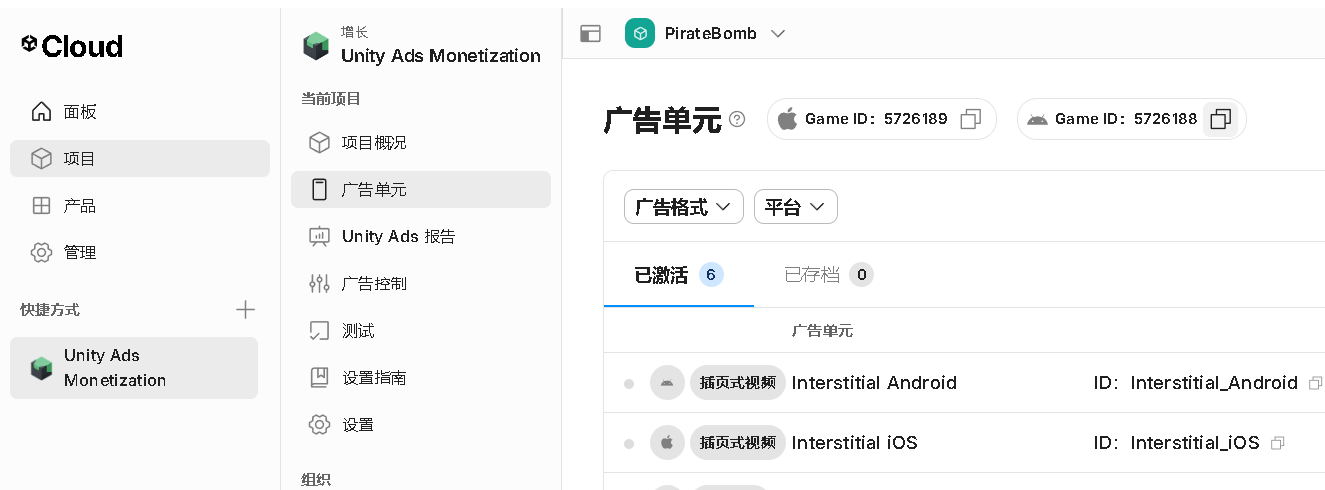 Cloud
面板
项目
产品
管理
快捷方式
Unity Ads
Monetization
增长
Unity Ads Monetization
当前项目
项目概况
广告单元
Unity Ads 报告
广告控制
测试
设置指南
设置
组织
PirateBomb
广告单元 Game ID: 5726189 Game ID: 5726188
广告格式 平台
已激活 6 已存档 0
广告单元
插页式视频 Interstitial Android ID: Interstitial_Android
插页式视频 Interstitial iOS ID: Interstitial_iOS